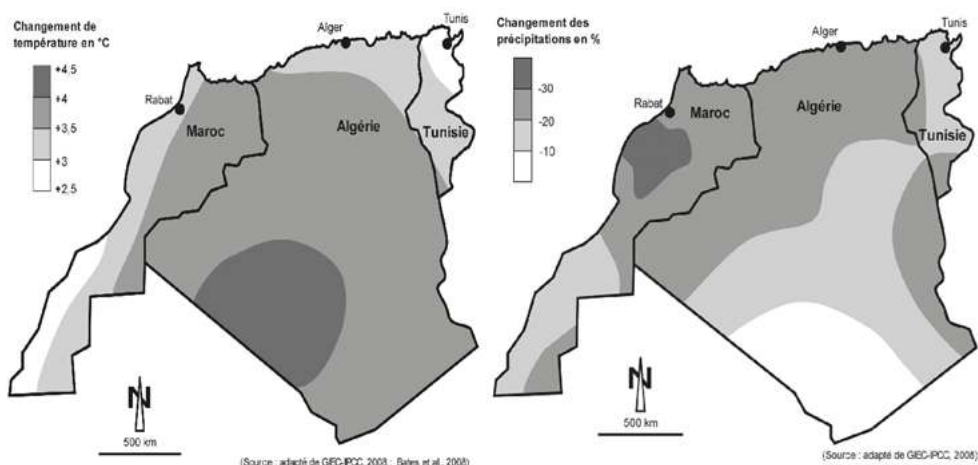 Changement de
température en °C
+4.5
+4
+3.5
+3
+2.5
Alger
Tunis
Rabat
Maroc
Algérie
Tunisie
N
500 km
(Source : adapté de GIEC-IPCC, 2008 ; Bates et al., 2008)
Changement des
précipitations en %
-30
-20
-10
Alger
Tunis
Rabat
Maroc
Algérie
Tunisie
N
500 km
(Source : adapté de GIEC-IPCC, 2008)